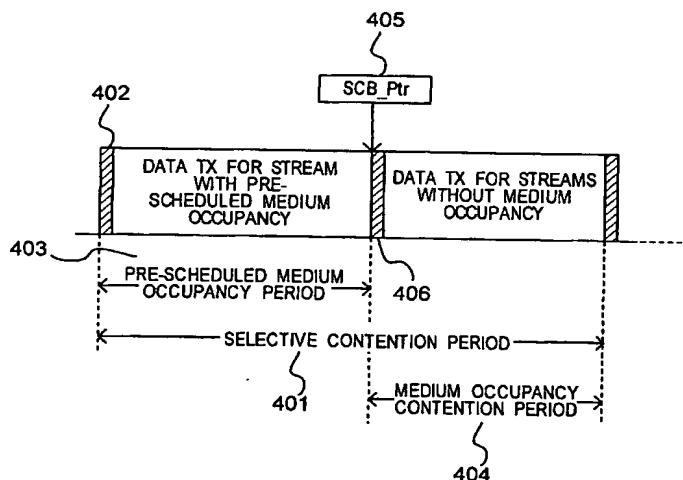 405
SCB_Ptr
402
DATA TX FOR STREAM
WITH PRE-
SCHEDULED MEDIUM
OCCUPANCY
DATA TX FOR STREAMS
WITHOUT MEDIUM
OCCUPANCY
403
406
PRE-SCHEDULED MEDIUM
OCCUPANCY PERIOD
SELECTIVE CONTENTION PERIOD
401
MEDIUM OCCUPANCY
CONTENTION PERIOD
404